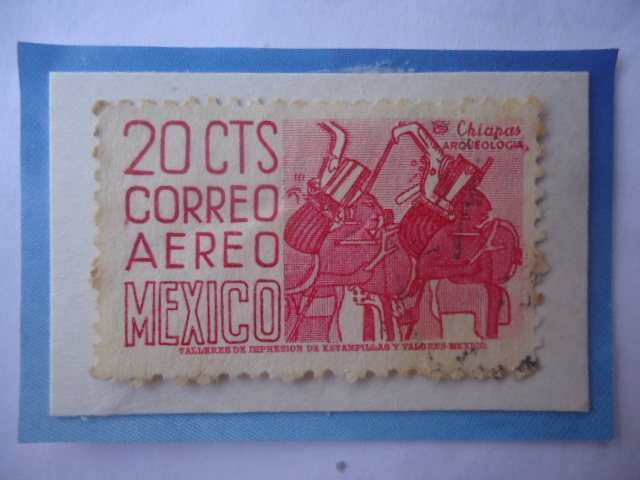 20 CTS
CORREO
AEREO
MEXICO
Chiapas
ARQUEOLOGIA
TALLERES DE IMPRESION DE ESTAMPILLAS Y VALORES-MEXICO.